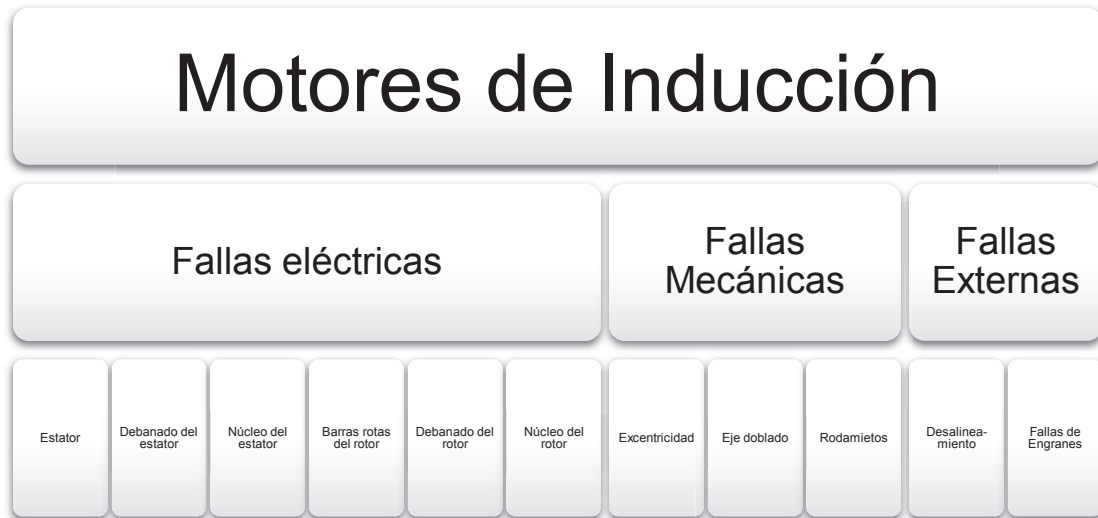 Motores de Inducción
Fallas eléctricas
Fallas
Mecánicas
Fallas
Externas
Estator
Debanado del
estator
Núcleo del
estator
Barras rotas
del rotor
Debanado del
rotor
Núcleo del
rotor
Excentricidad
Eje doblado
Rodamietos
Desalinea-
miento
Fallas de
Engranes